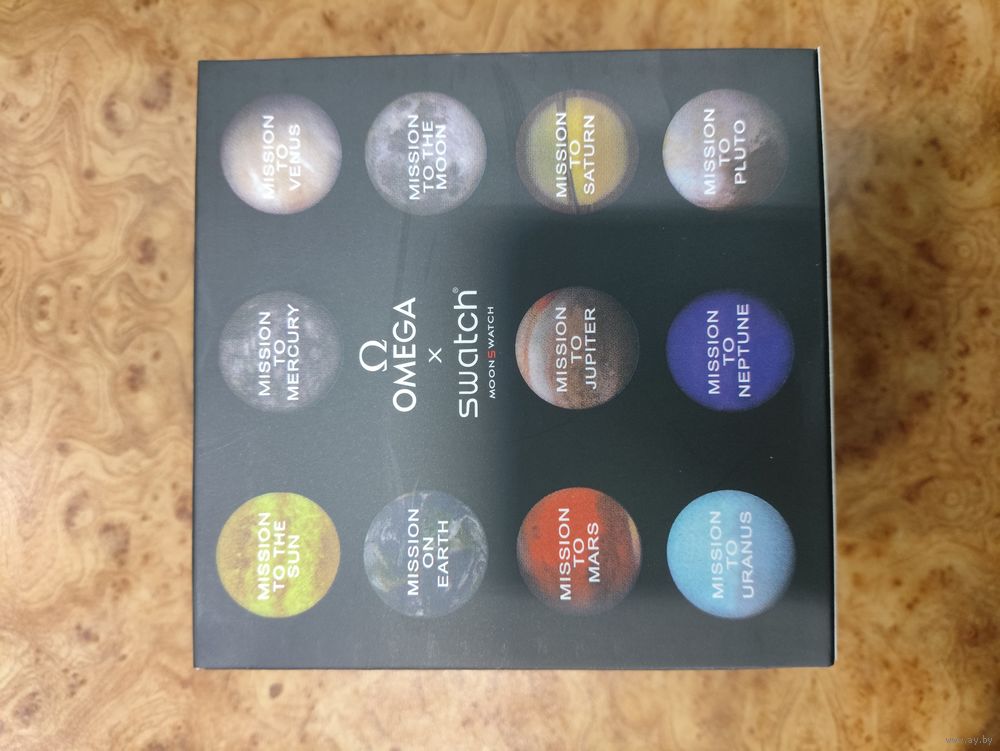 MISSION
TO THE
SUN
MISSION
TO
MERCURY
MISSION
TO
VENUS
MISSION
ON
EARTH
Ω
OMEGA
x
swatch®
MOONSWATCH
MISSION
TO THE
MOON
MISSION
TO
MARS
MISSION
TO
JUPITER
MISSION
TO
SATURN
MISSION
TO
URANUS
MISSION
TO
NEPTUNE
MISSION
TO
PLUTO
www.ay.by